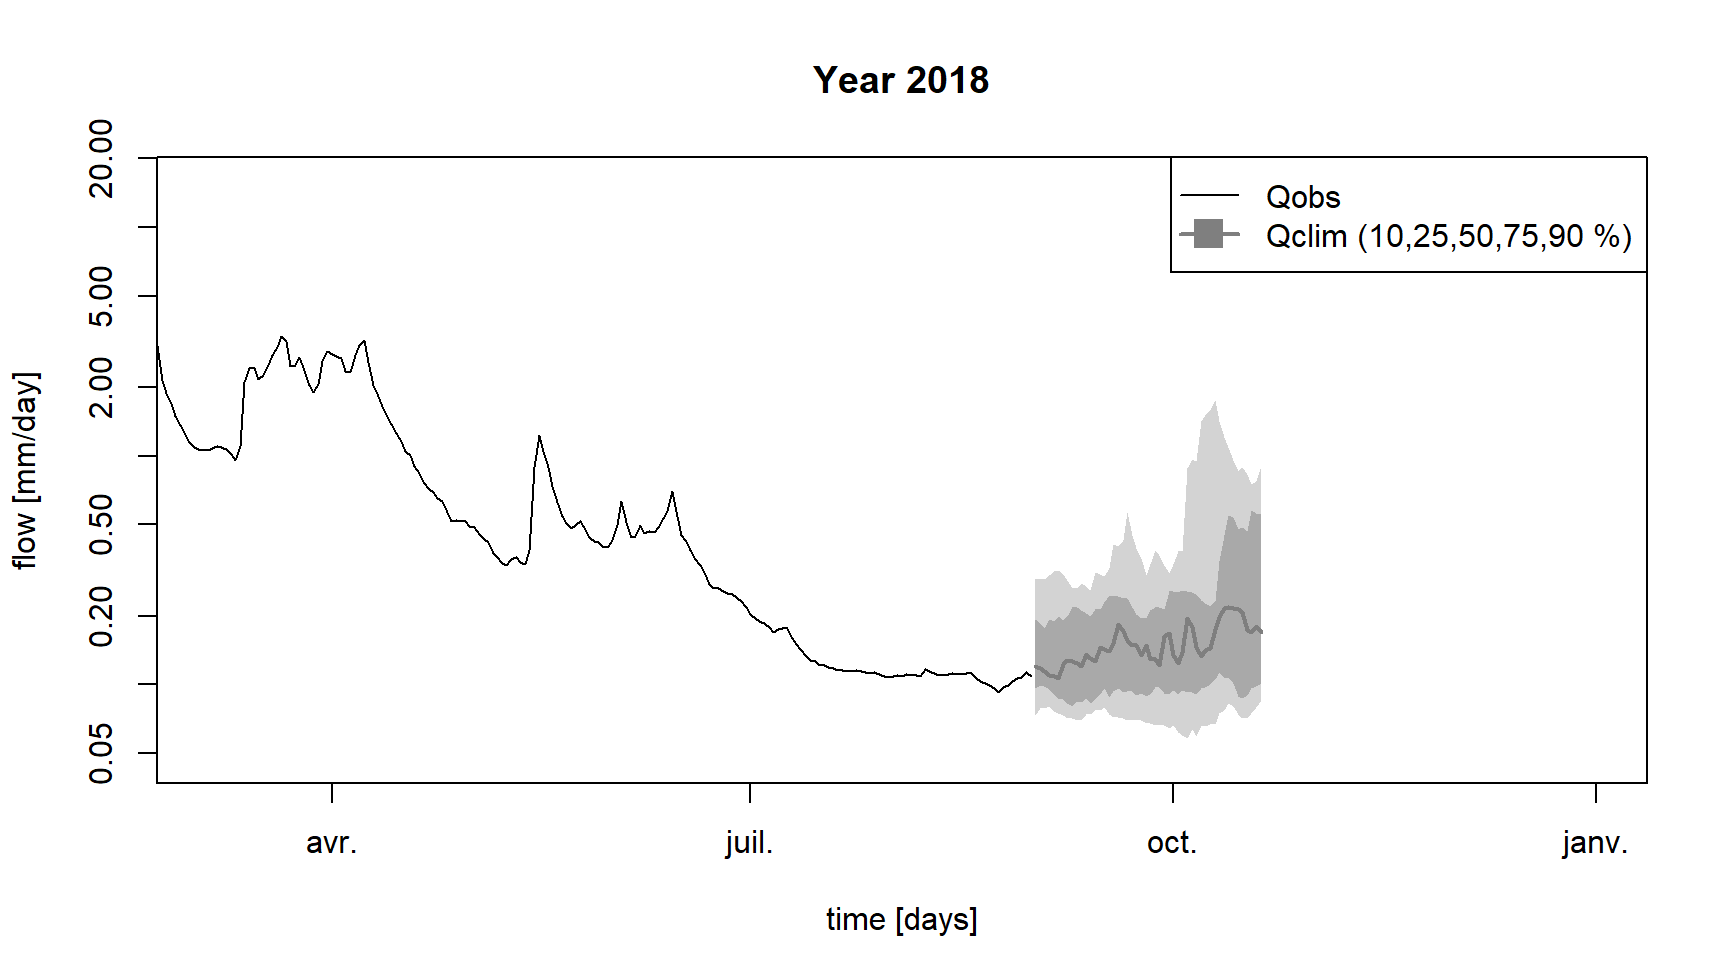 Year 2018
20.00
5.00
2.00
0.50
0.20
0.05
flow [mm/day]
Qobs
Qclim (10,25,50,75,90 %)
avr.
juil.
oct.
janv.
time [days]